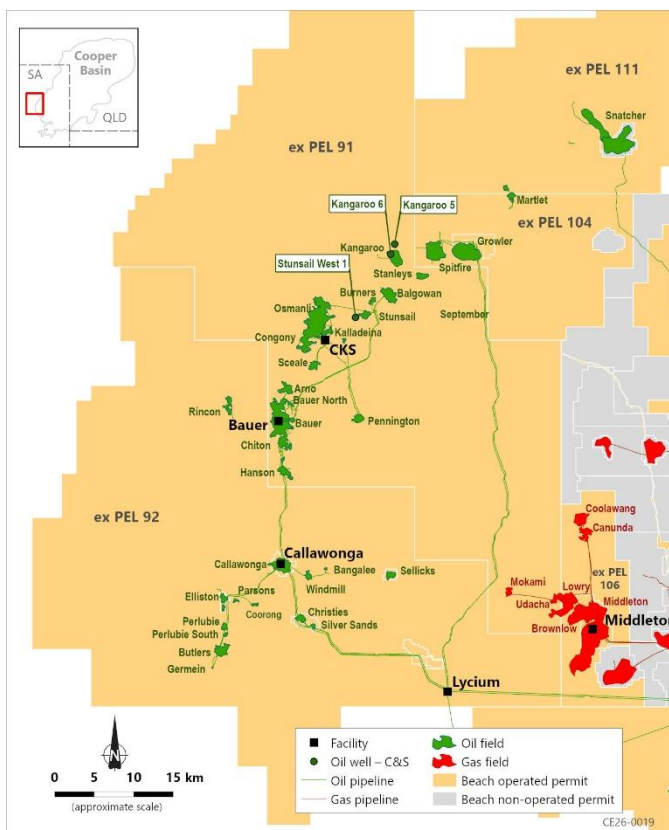 Cooper
Basin
SA
QLD
ex PEL 111
Snatcher
ex PEL 91
Martlet
Kangaroo 6
Kangaroo 5
ex PEL 104
Kangaroo
Growler
Stunsail West 1
Stanleys
Spitfire
Burners
Balgowan
Osmanli
Stunsail
September
Kalladeina
Congony
CKS
Sceale
Arno
Bauer North
Rincon
Bauer
Bauer
Pennington
Chiton
Hanson
ex PEL 92
Coolawang
Canunda
Callawonga
Callawonga
Bangalee
Sellicks
Windmill
Mokami
Lowry
ex PEL
106
Parsons
Elliston
Udacha
Middleton
Coorong
Christies
Perlubie
Silver Sands
Brownlow
Middleton
Perlubie South
Butlers
Germein
Lycium
N
0 5 10 15 km
(approximate scale)
Facility
Oil field
Oil well – C&S
Gas field
Oil pipeline
Beach operated permit
Gas pipeline
Beach non-operated permit
CE26-0019